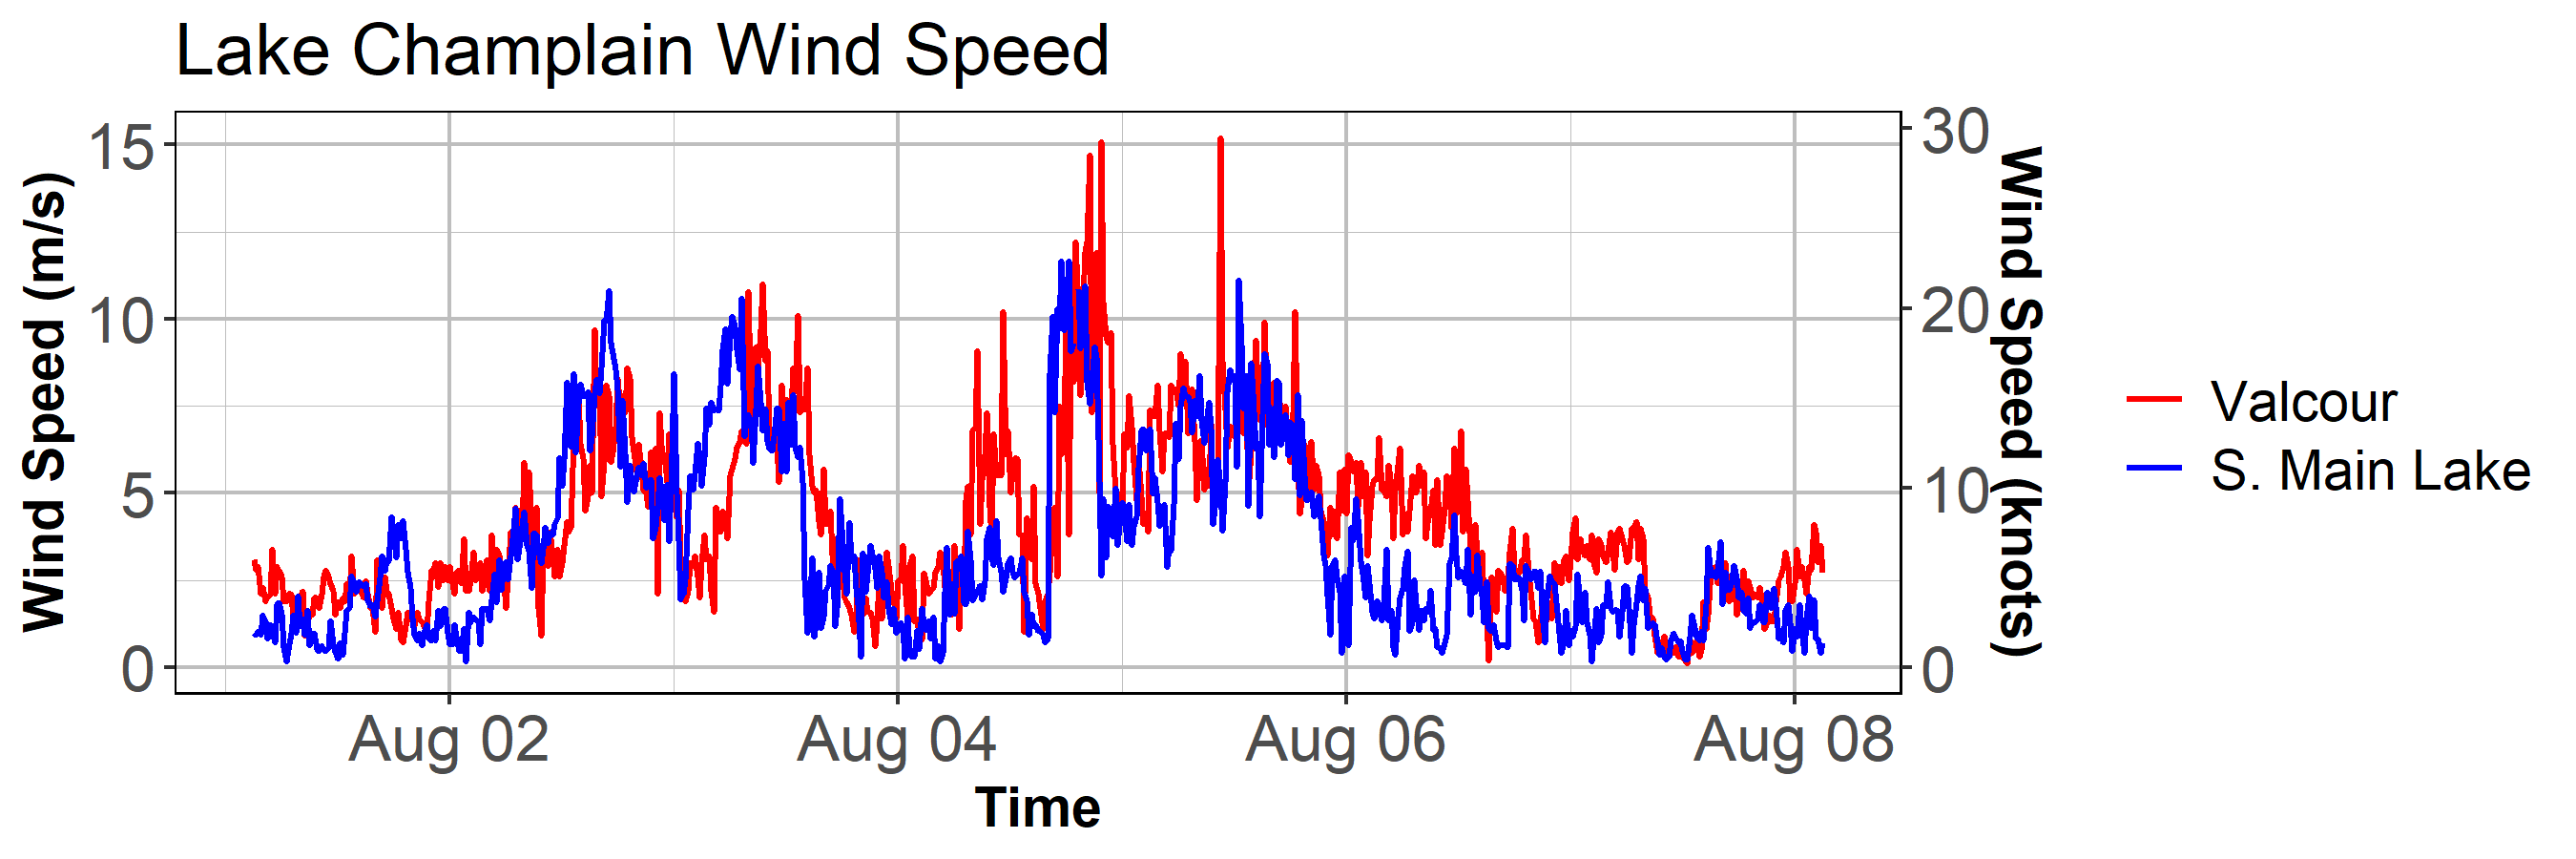 Lake Champlain Wind Speed
Wind Speed (m/s)
15
10
5
0
30
20
10
0
Wind Speed (knots)
Aug 02
Aug 04
Aug 06
Aug 08
Time
Valcour
S. Main Lake